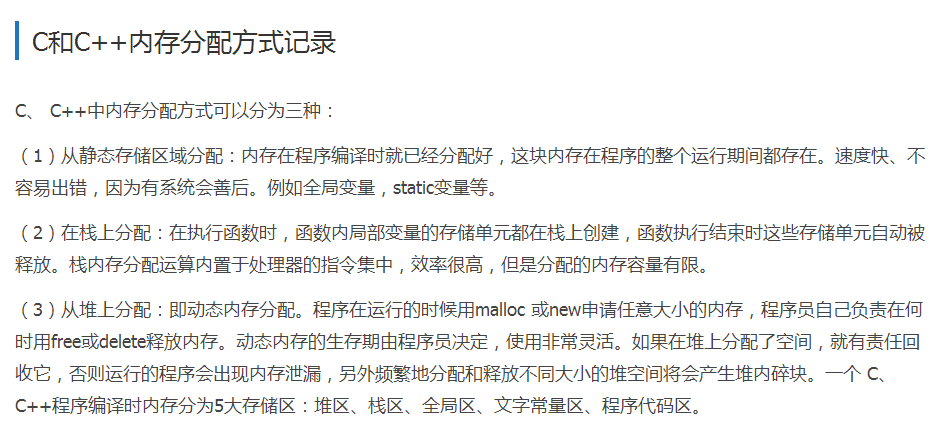 C和C++内存分配方式记录
C、 C++中内存分配方式可以分为三种：
（1）从静态存储区域分配：内存在程序编译时就已经分配好，这块内存在程序的整个运行期间都存在。速度快、不
容易出错，因为有系统会善后。例如全局变量，static变量等。
（2）在栈上分配：在执行函数时，函数内局部变量的存储单元都在栈上创建，函数执行结束时这些存储单元自动被
释放。栈内存分配运算内置于处理器的指令集中，效率很高，但是分配的内存容量有限。
（3）从堆上分配：即动态内存分配。程序在运行的时候用malloc 或new申请任意大小的内存，程序员自己负责在何
时用free或delete释放内存。动态内存的生存期由程序员决定，使用非常灵活。如果在堆上分配了空间，就有责任回
收它，否则运行的程序会出现内存泄漏，另外频繁地分配和释放不同大小的堆空间将会产生堆内碎块。一个 C、
C++程序编译时内存分为5大存储区：堆区、栈区、全局区、文字常量区、程序代码区。